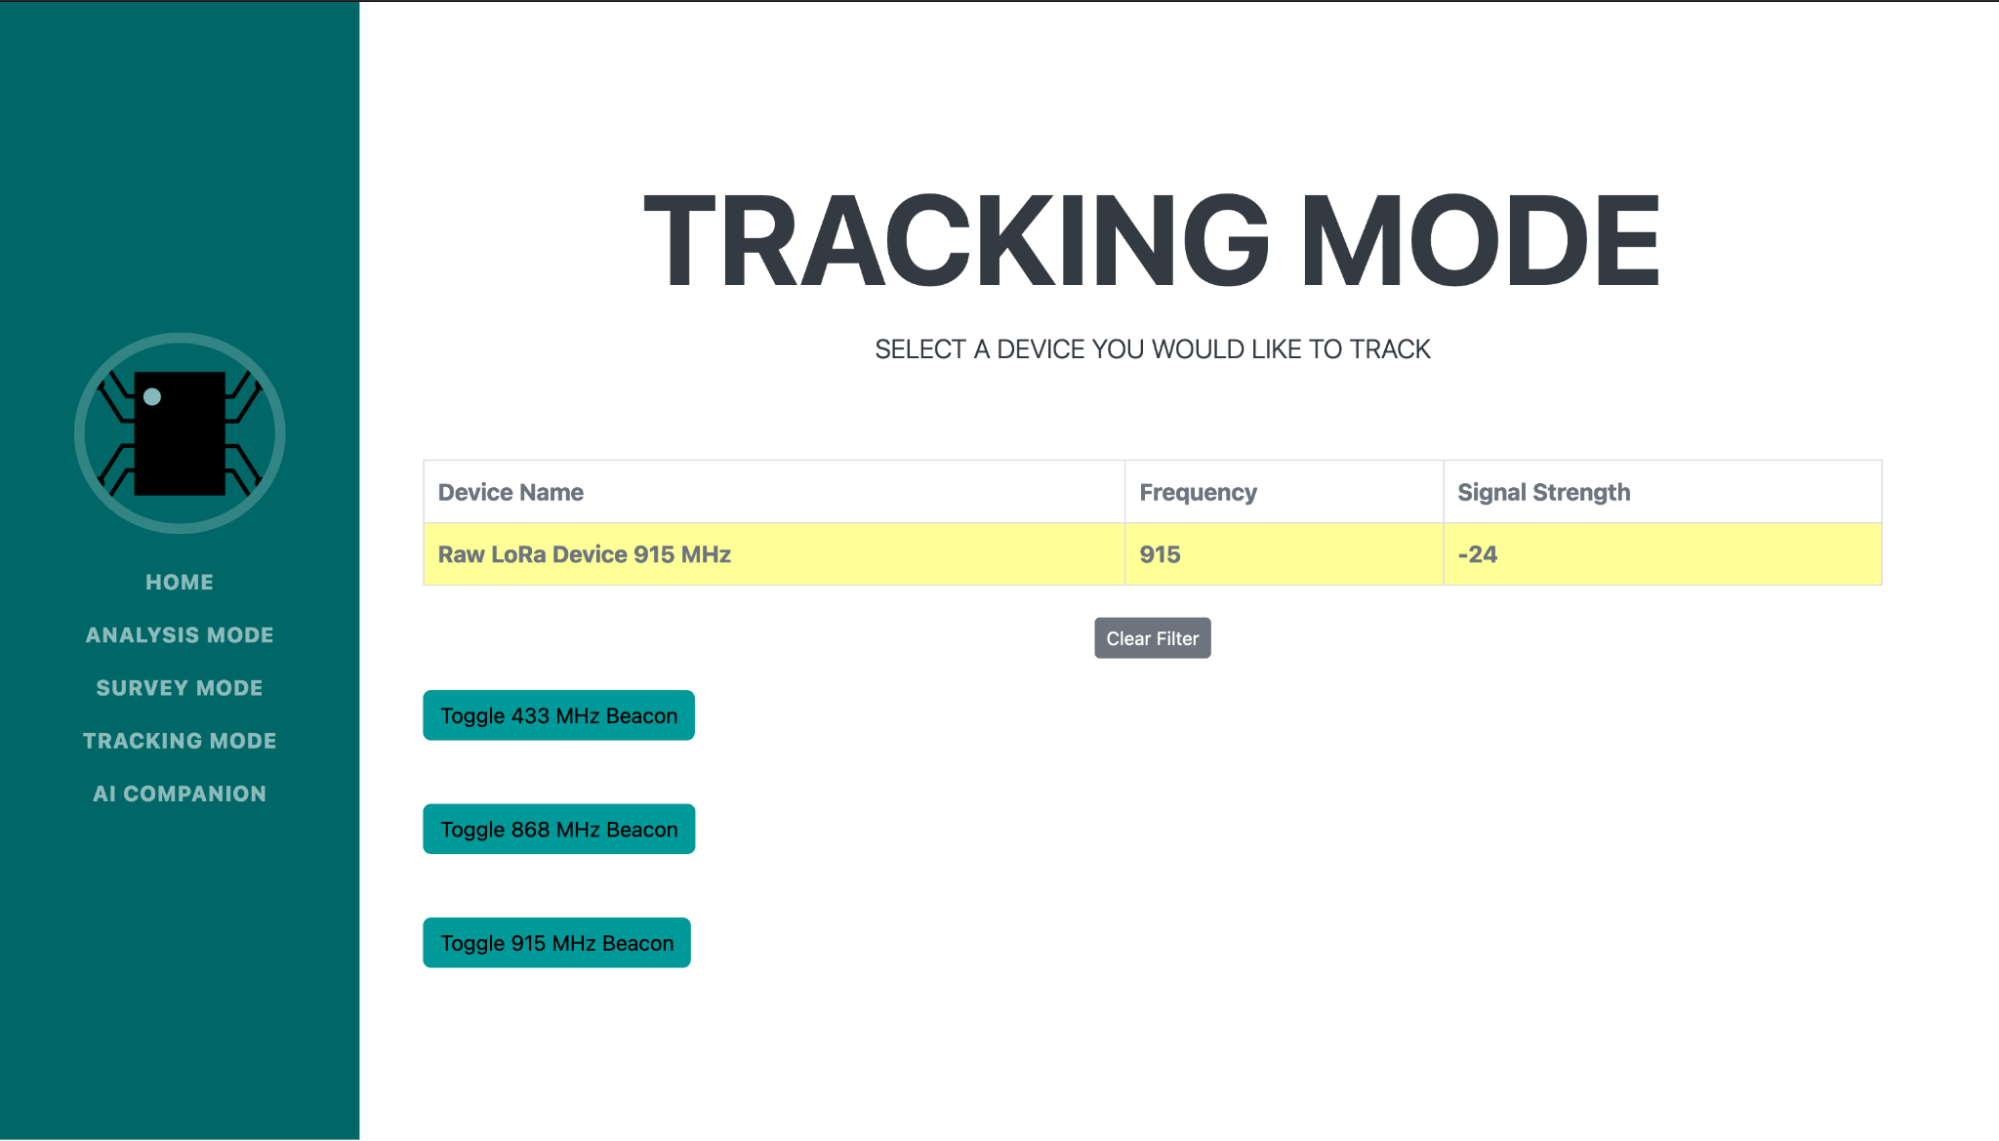 HOME
ANALYSIS MODE
SURVEY MODE
TRACKING MODE
AI COMPANION
TRACKING MODE
SELECT A DEVICE YOU WOULD LIKE TO TRACK
Device Name Frequency Signal Strength
Raw LoRa Device 915 MHz 915 -24
Clear Filter
Toggle 433 MHz Beacon
Toggle 868 MHz Beacon
Toggle 915 MHz Beacon